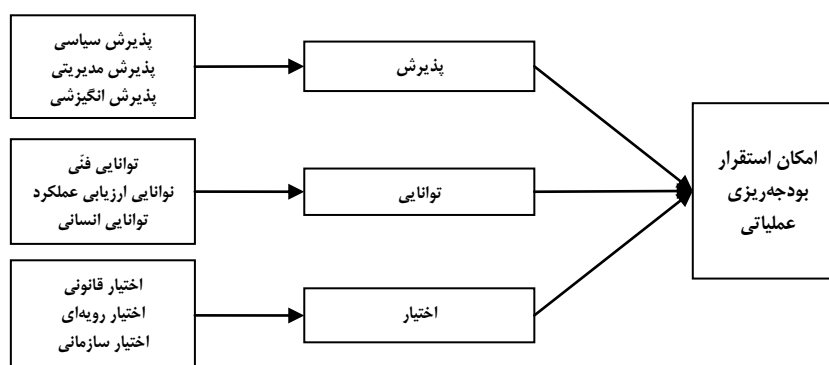 پذیرش سیاسی
پذیرش مدیریتی
پذیرش انگیزشی
پذیرش
توانایی فنّی
نوانایی ارزیابی عملکرد
توانایی انسانی
توانایی
اختیار قانونی
اختیار رویه‌ای
اختیار سازمانی
اختیار
امکان استقرار
بودجه‌ریزی
عملیاتی